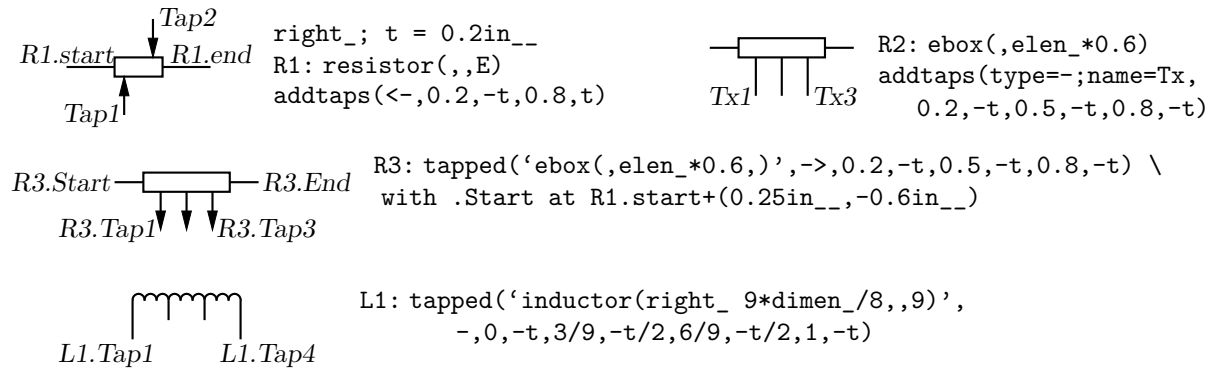 Tap2
R1.start
R1.end
Tap1
right_; t = 0.2in__
R1: resistor(,,E)
addtaps(<-,0.2,-t,0.8,t)
Tx1
Tx3
R2: ebox(,elen_*0.6)
addtaps(type=-;name=Tx,
0.2,-t,0.5,-t,0.8,-t)
R3.Start
R3.End
R3.Tap1
R3.Tap3
R3: tapped(‘ebox(,elen_*0.6,)’,->,0.2,-t,0.5,-t,0.8,-t) \
with .Start at R1.start+(0.25in__,-0.6in__)
L1.Tap1
L1.Tap4
L1: tapped(‘inductor(right_ 9*dimen_/8,,9)’,
-,0,-t,3/9,-t/2,6/9,-t/2,1,-t)